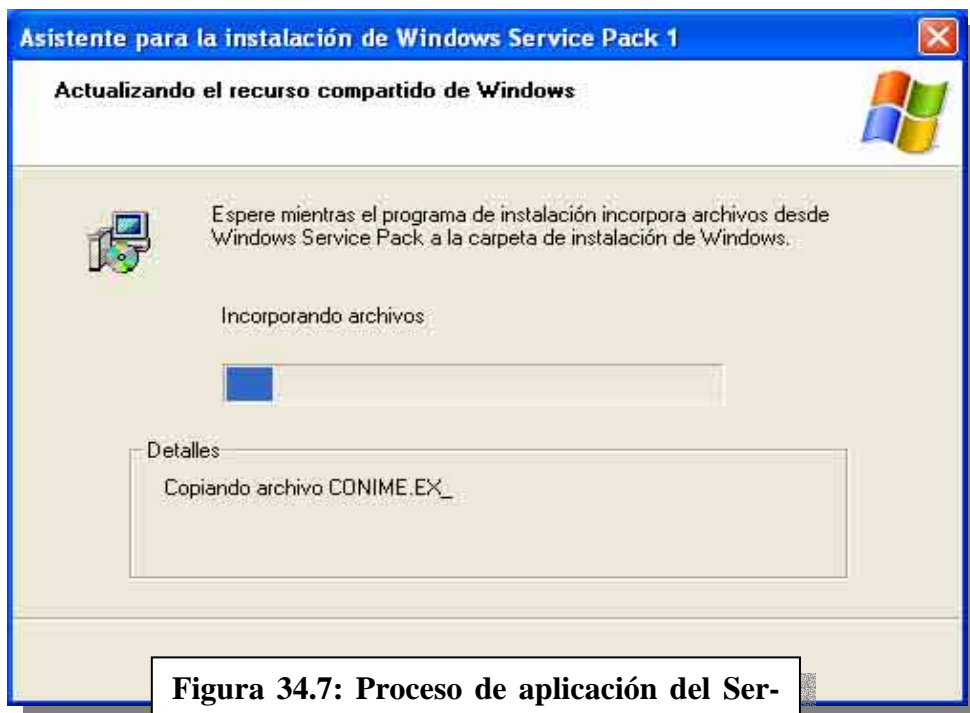 Asistente para la instalación de Windows Service Pack 1
Actualizando el recurso compartido de Windows
Espere mientras el programa de instalación incorpora archivos desde
Windows Service Pack a la carpeta de instalación de Windows.
Incorporando archivos
Detalles
Copiando archivo CONIME.EX_
Figura 34.7: Proceso de aplicación del Ser-